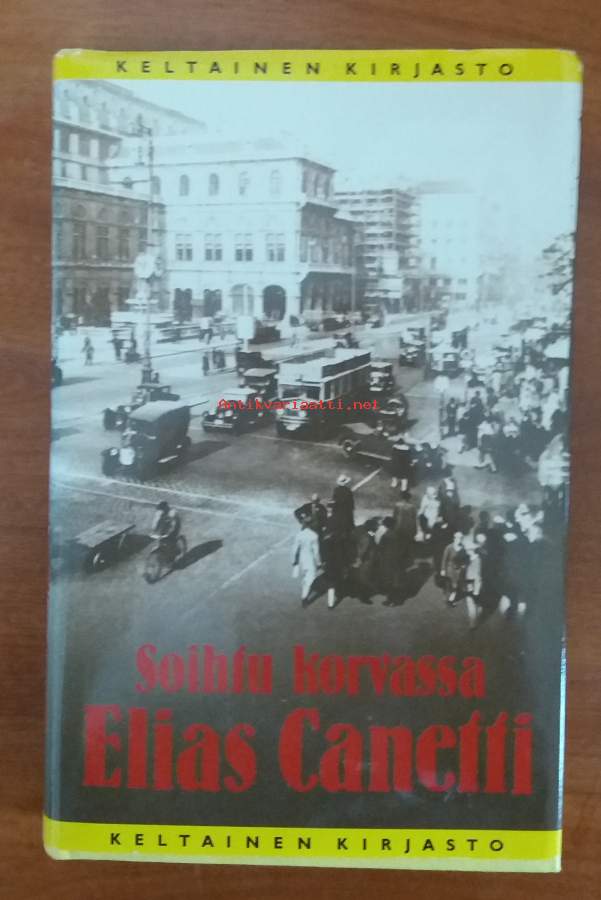 KELTAINEN KIRJASTO
Antikvariaatti.net
Soihtu korvassa
Elias Canetti
KELTAINEN KIRJASTO